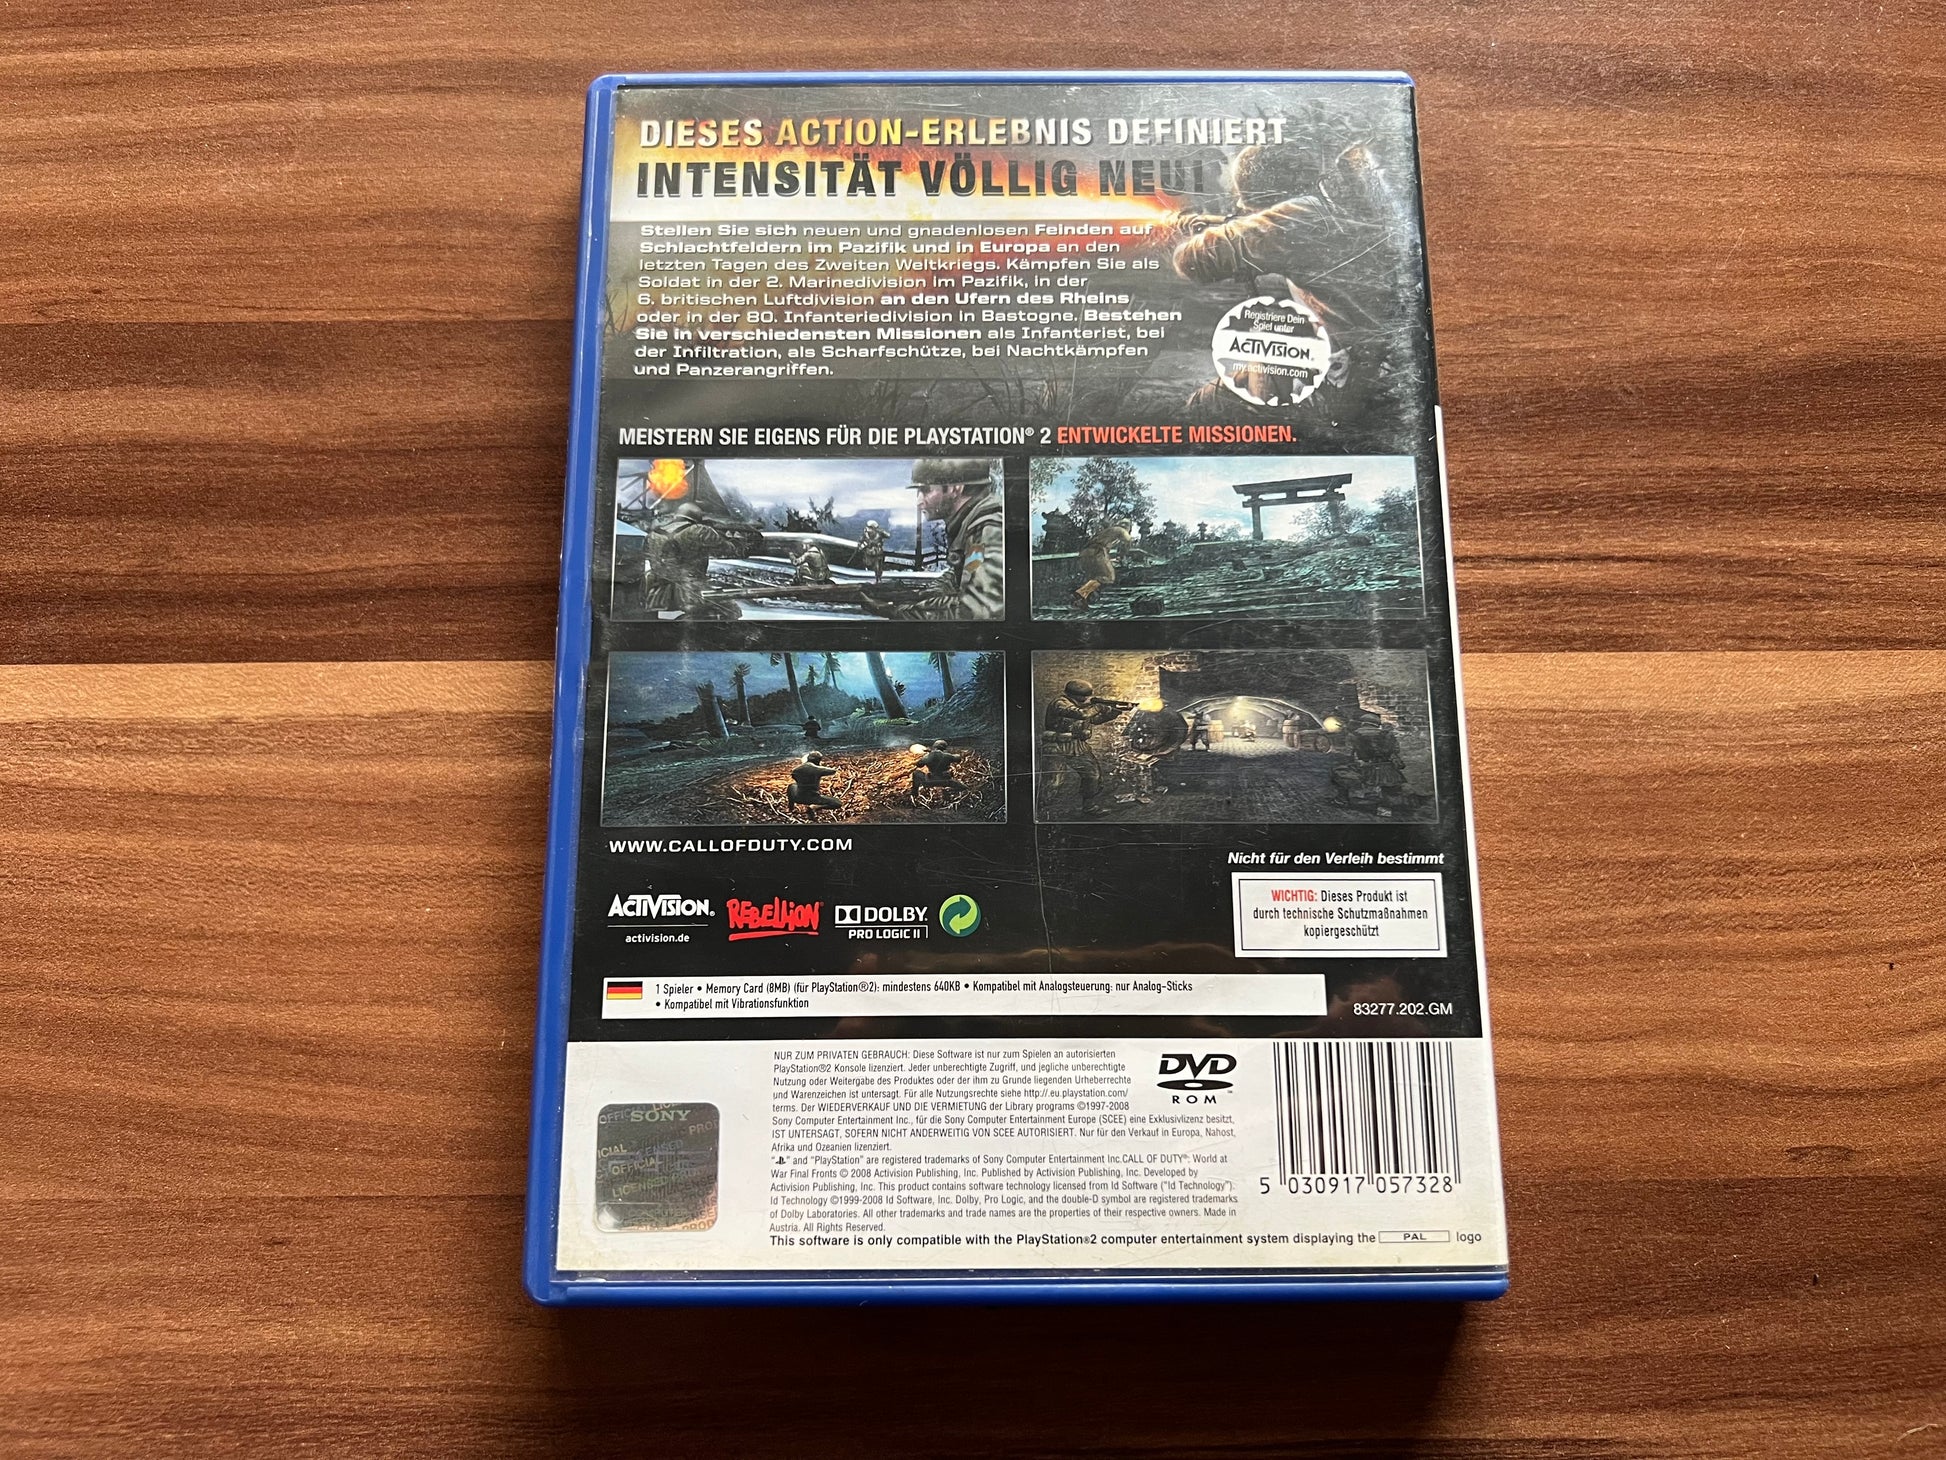 DIESES ACTION-ERLEBNIS DEFINIERT
INTENSITÄT VÖLLIG NEU!
Stellen Sie sich neuen und gnadenlosen Feinden auf
Schlachtfeldern im Pazifik und in Europa an den
letzten Tagen des Zweiten Weltkriegs. Kämpfen Sie als
Soldat in der 2. Marinedivision im Pazifik, in der
6. britischen Luftdivision an den Ufern des Rheins
oder in der 80. Infanteriedivision in Bastogne. Bestehen
Sie in verschiedensten Missionen als Infanterist, bei
der Infiltration, als Scharfschütze, bei Nachtkämpfen
und Panzerangriffen.
Registriere Dein
Spiel unter
ACTIVISION.
my.activision.com
MEISTERN SIE EIGENS FÜR DIE PLAYSTATION® 2 ENTWICKELTE MISSIONEN.
WWW.CALLOFDUTY.COM
Nicht für den Verleih bestimmt
WICHTIG: Dieses Produkt ist
durch technische Schutzmaßnahmen
kopiergeschützt
ACTIVISION.
activision.de
REBELLION
DOLBY
PRO LOGIC II
1 Spieler • Memory Card (8MB) (für PlayStation®2): mindestens 640KB • Kompatibel mit Analogsteuerung: nur Analog-Sticks
• Kompatibel mit Vibrationsfunktion
83277.202.GM
NUR ZUM PRIVATEN GEBRAUCH: Diese Software ist nur zum Spielen an autorisierten
PlayStation®2 Konsole lizenziert. Jeder unberechtigte Zugriff, und jegliche unberechtigte
Nutzung oder Weitergabe des Produktes oder der ihm zu Grunde liegenden Urheberrechte
und Warenzeichen ist untersagt. Für alle Nutzungsrechte siehe http://.eu.playstation.com/
terms. Der WIEDERVERKAUF UND DIE VERMIETUNG der Library programs ©1997-2008
Sony Computer Entertainment Inc., für die Sony Computer Entertainment Europe (SCEE) eine Exklusivlizenz besitzt,
IST UNTERSAGT, SOFERN NICHT ANDERWEITIG VON SCEE AUTORISIERT. Nur für den Verkauf in Europa, Nahost,
Afrika und Ozeanien lizenziert.
" " and "PlayStation" are registered trademarks of Sony Computer Entertainment Inc.CALL OF DUTY®: World at
War Final Fronts © 2008 Activision Publishing, Inc. Published by Activision Publishing, Inc. Developed by
Activision Publishing, Inc. This product contains software technology licensed from Id Software ("Id Technology").
Id Technology ©1999-2008 Id Software, Inc. Dolby, Pro Logic, and the double-D symbol are registered trademarks
of Dolby Laboratories. All other trademarks and trade names are the properties of their respective owners. Made in
Austria. All Rights Reserved.
This software is only compatible with the PlayStation®2 computer entertainment system displaying the PAL logo
DVD
ROM
5 030917 057328
SONY
OFFICIAL
LICENSED